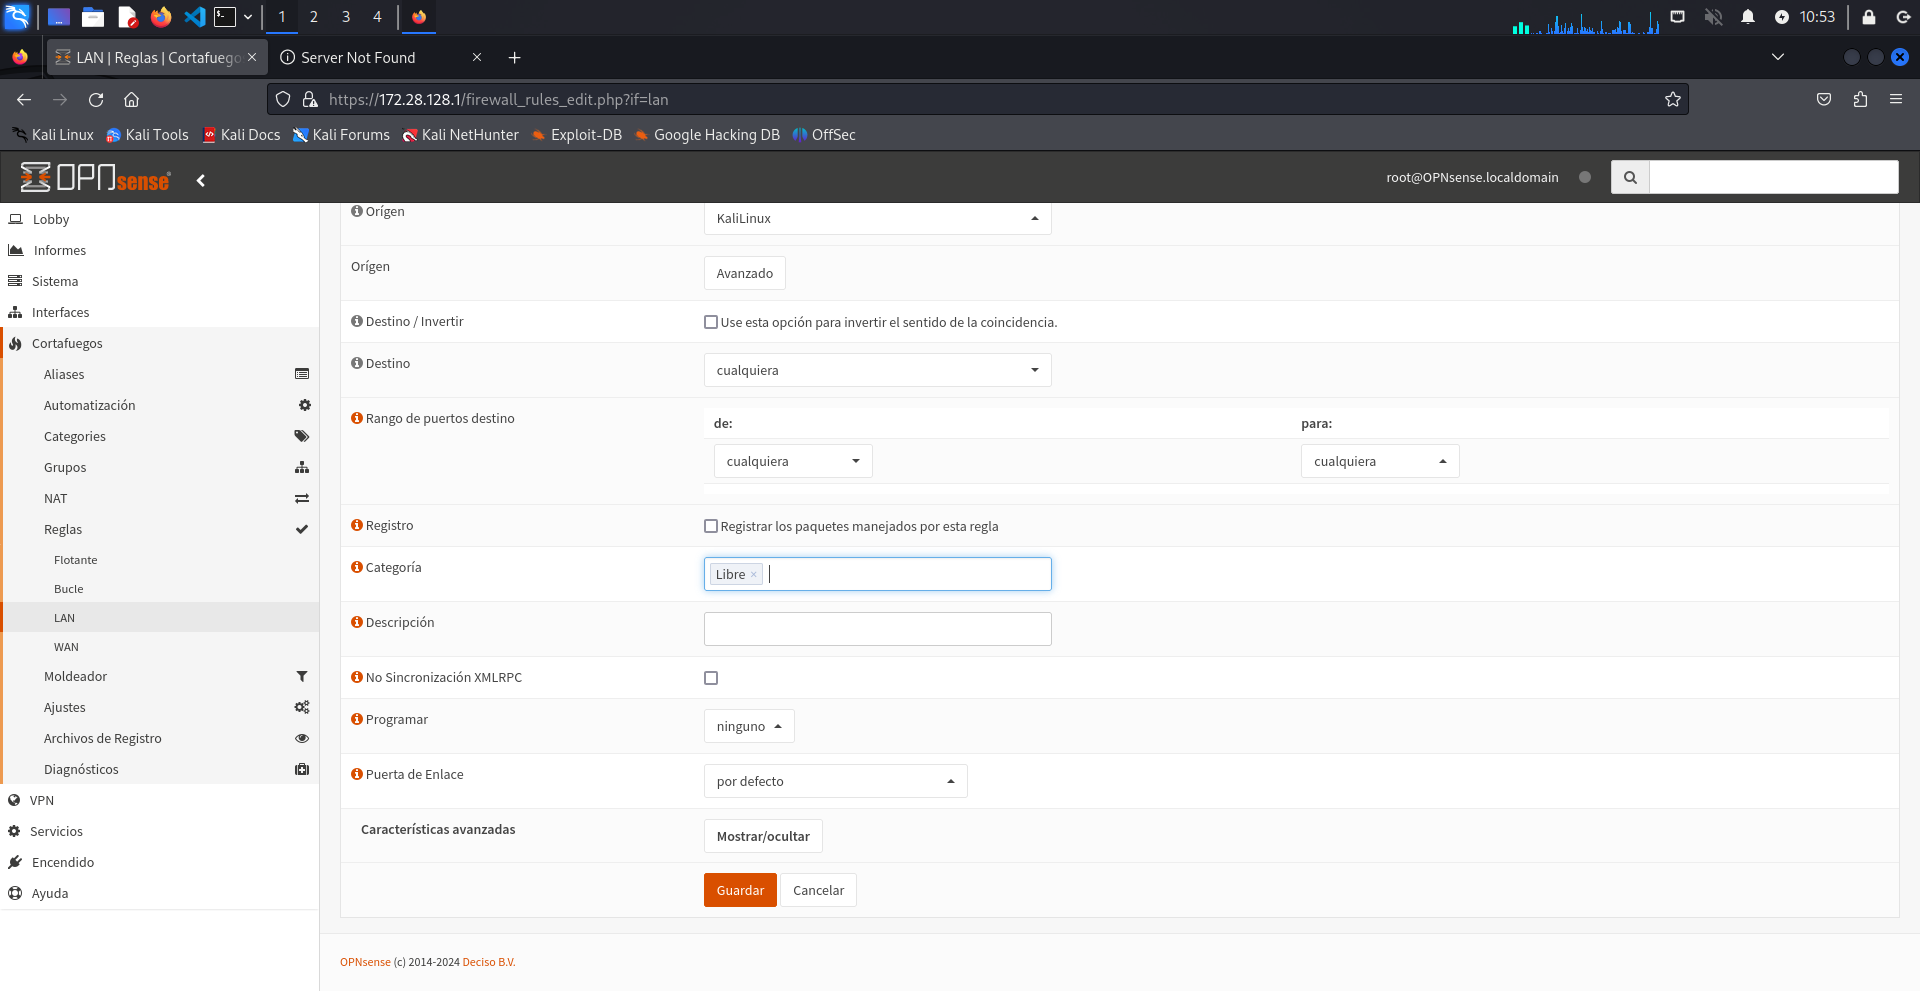 1
2
3
4
10:53
LAN | Reglas | Cortafuego
Server Not Found
https://172.28.128.1/firewall_rules_edit.php?if=lan
Kali Linux
Kali Tools
Kali Docs
Kali Forums
Kali NetHunter
Exploit-DB
Google Hacking DB
OffSec
OPNsense
root@OPNsense.localdomain
Lobby
Informes
Sistema
Interfaces
Cortafuegos
Aliases
Automatización
Categories
Grupos
NAT
Reglas
Flotante
Bucle
LAN
WAN
Moldeador
Ajustes
Archivos de Registro
Diagnósticos
VPN
Servicios
Encendido
Ayuda
Orígen
KaliLinux
Orígen
Avanzado
Destino / Invertir
Use esta opción para invertir el sentido de la coincidencia.
Destino
cualquiera
Rango de puertos destino
de:
para:
cualquiera
cualquiera
Registro
Registrar los paquetes manejados por esta regla
Categoría
Libre ×
Descripción
No Sincronización XMLRPC
Programar
ninguno
Puerta de Enlace
por defecto
Características avanzadas
Mostrar/ocultar
Guardar
Cancelar
OPNsense (c) 2014-2024 Deciso B.V.